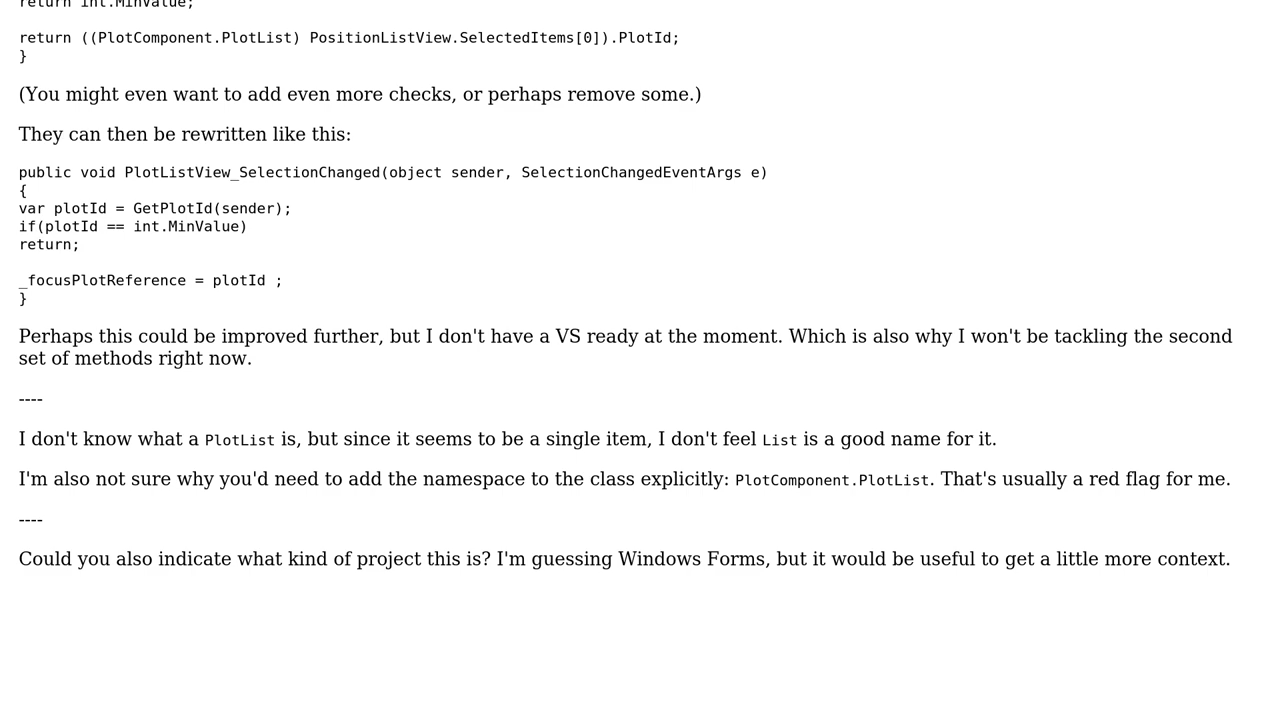 return int.MinValue;
return ((PlotComponent.PlotList) PositionListView.SelectedItems[0]).PlotId;
}
(You might even want to add even more checks, or perhaps remove some.)
They can then be rewritten like this:
public void PlotListView_SelectionChanged(object sender, SelectionChangedEventArgs e)
{
var plotId = GetPlotId(sender);
if(plotId == int.MinValue)
return;
_focusPlotReference = plotId ;
}
Perhaps this could be improved further, but I don't have a VS ready at the moment. Which is also why I won't be tackling the second
set of methods right now.
----
I don't know what a PlotList is, but since it seems to be a single item, I don't feel List is a good name for it.
I'm also not sure why you'd need to add the namespace to the class explicitly: PlotComponent.PlotList. That's usually a red flag for me.
----
Could you also indicate what kind of project this is? I'm guessing Windows Forms, but it would be useful to get a little more context.